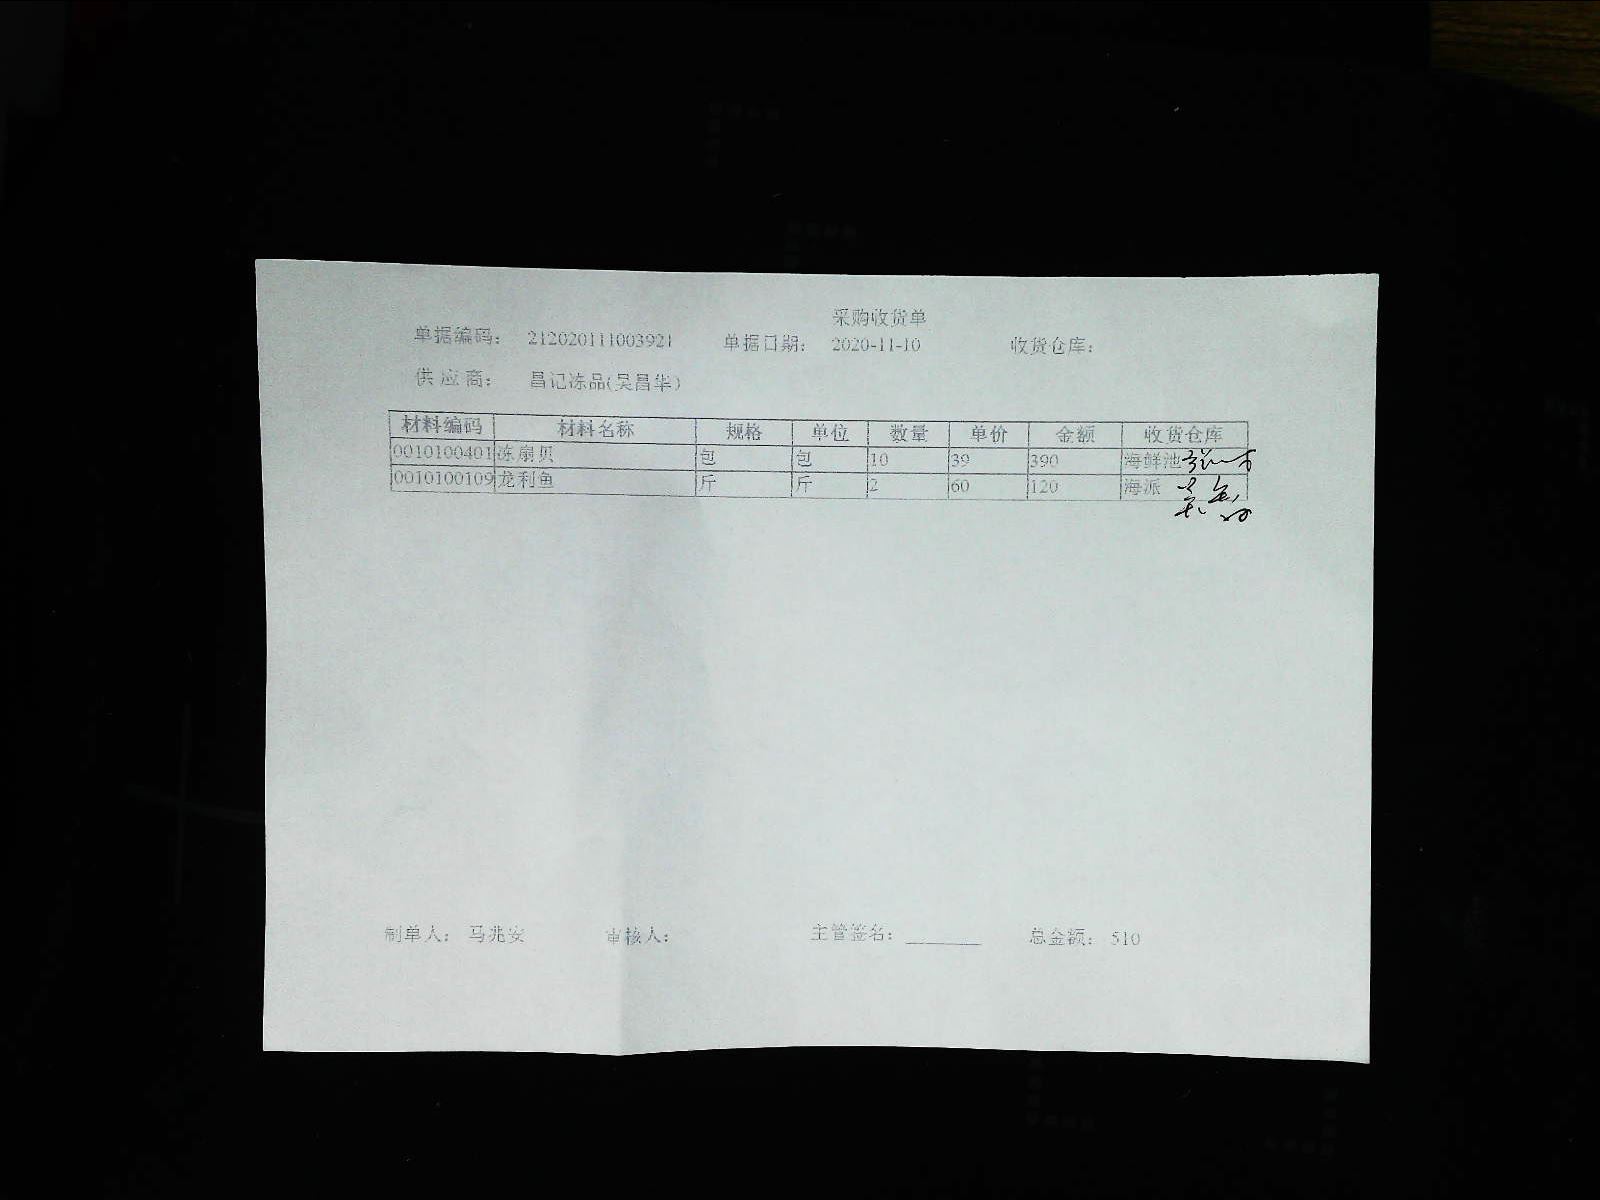 采购收货单
单据编码： 212020111003921 单据日期： 2020-11-10 收货仓库：
供应商： 昌记冻品(吴昌华)
材料编码 材料名称 规格 单位 数量 单价 金额 收货仓库
0010100401 冻扇贝 包 包 10 39 390 海鲜池
0010100109 龙利鱼 斤 斤 2 60 120 海派
制单人： 马兆安 审核人： 主管签名： 总金额： 510